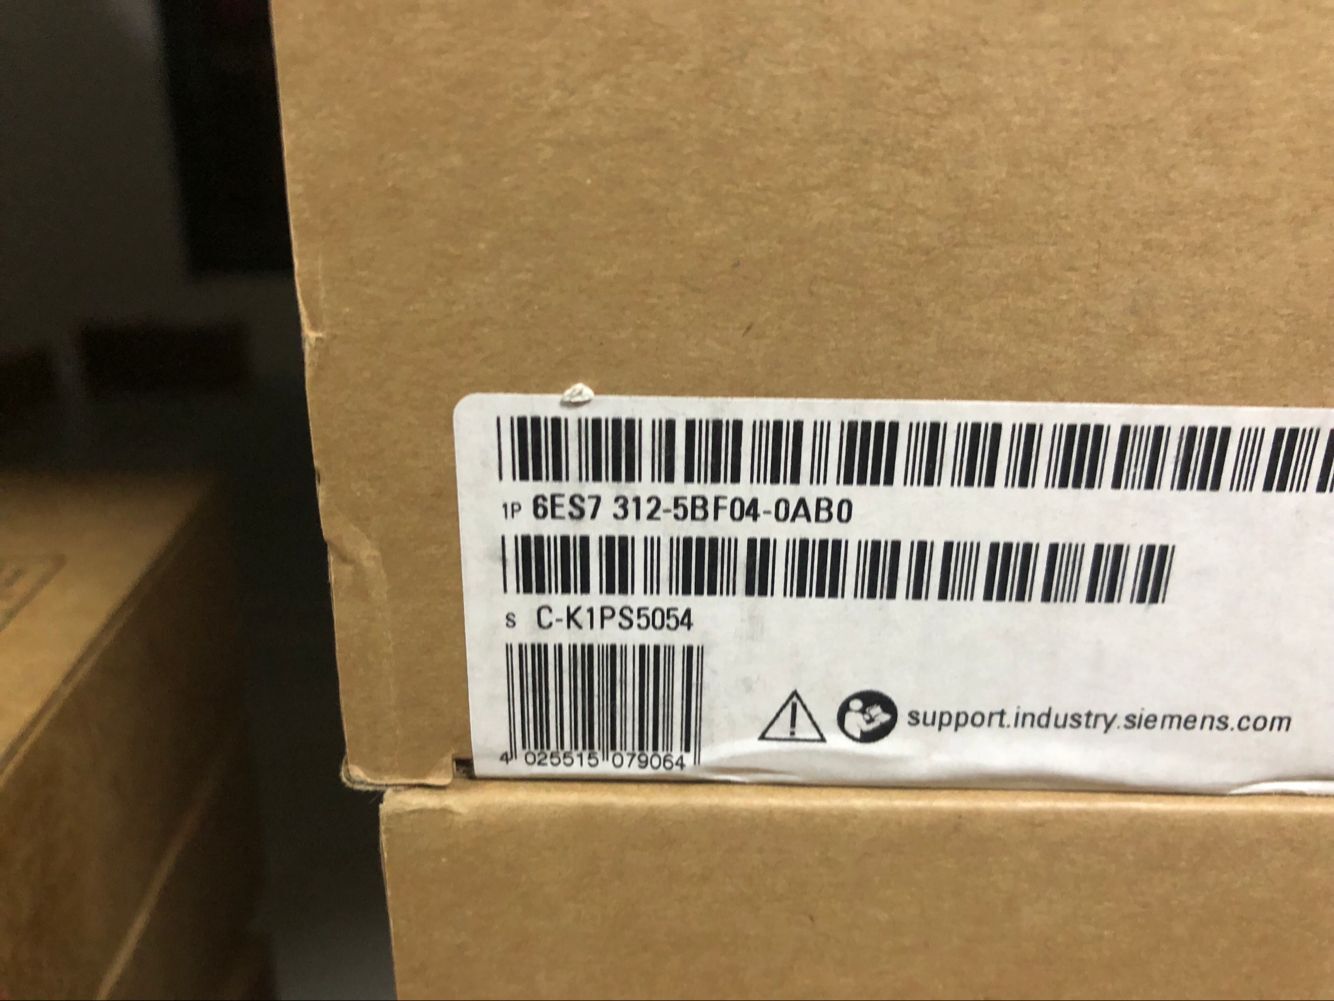 1P 6ES7 312-5BF04-0AB0
S C-K1PS5054
4 025515 079064
support.industry.siemens.com